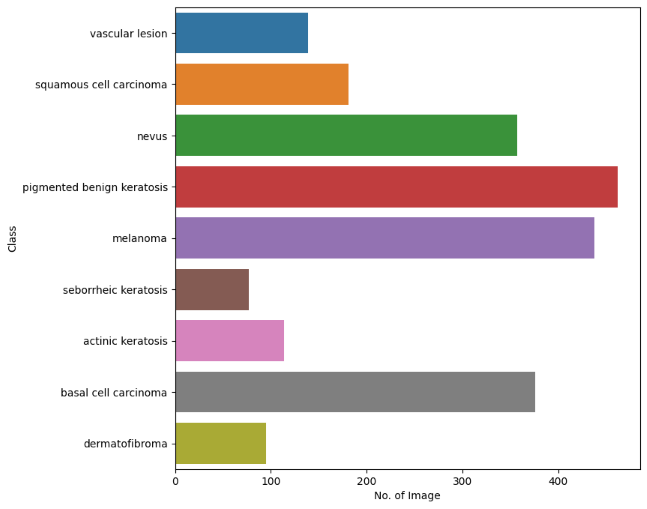 vascular lesion
squamous cell carcinoma
nevus
pigmented benign keratosis
melanoma
seborrheic keratosis
actinic keratosis
basal cell carcinoma
dermatofibroma
Class
0 100 200 300 400
No. of Image